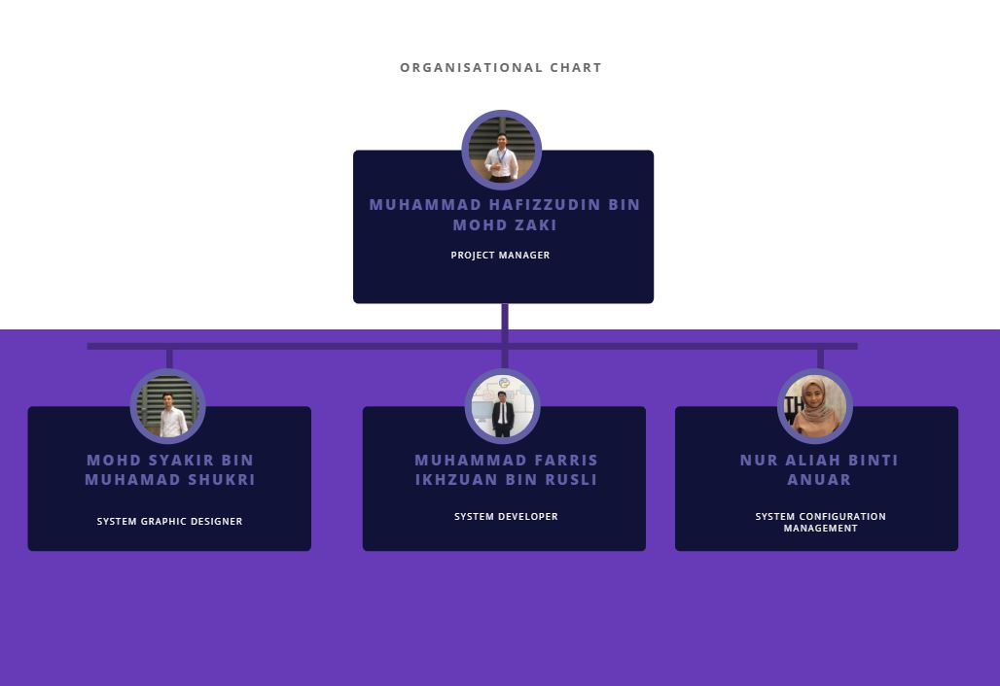 ORGANISATIONAL CHART
MUHAMMAD HAFIZZUDIN BIN
MOHD ZAKI
PROJECT MANAGER
MOHD SYAKIR BIN
MUHAMAD SHUKRI
SYSTEM GRAPHIC DESIGNER
MUHAMMAD FARRIS
IKHZUAN BIN RUSLI
SYSTEM DEVELOPER
TH
NUR ALIAH BINTI
ANUAR
SYSTEM CONFIGURATION
MANAGEMENT